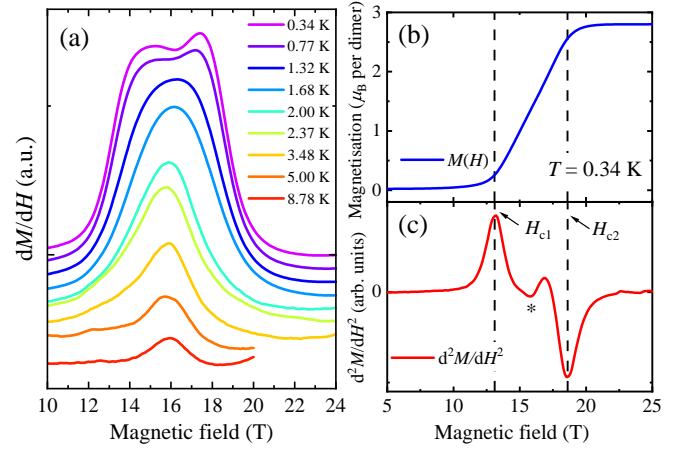 (a)
0.34 K
0.77 K
1.32 K
1.68 K
2.00 K
2.37 K
3.48 K
5.00 K
8.78 K
dM/dH (a.u.)
10 12 14 16 18 20 22 24
Magnetic field (T)
(b)
3
2
1
0
Magnetisation (μB per dimer)
M(H)
T = 0.34 K
(c)
Hc1
Hc2
0
*
d²M/dH² (arb. units)
d²M/dH²
5 10 15 20 25
Magnetic field (T)